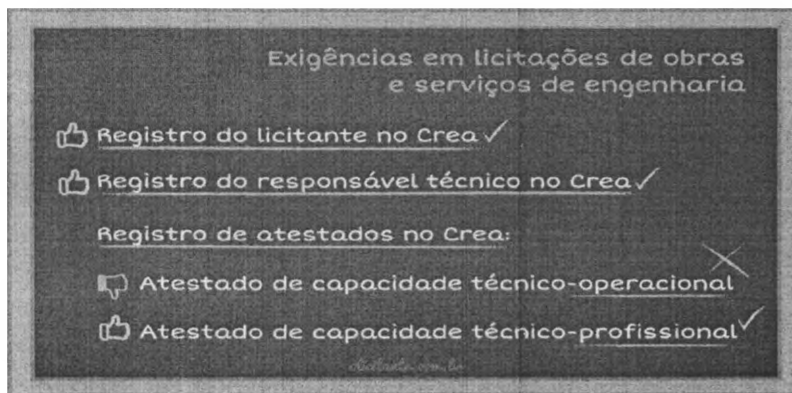 Exigências em licitações de obras
e serviços de engenharia
Registro do licitante no Crea
Registro do responsável técnico no Crea
Registro de atestados no Crea:
Atestado de capacidade técnico-operacional
Atestado de capacidade técnico-profissional